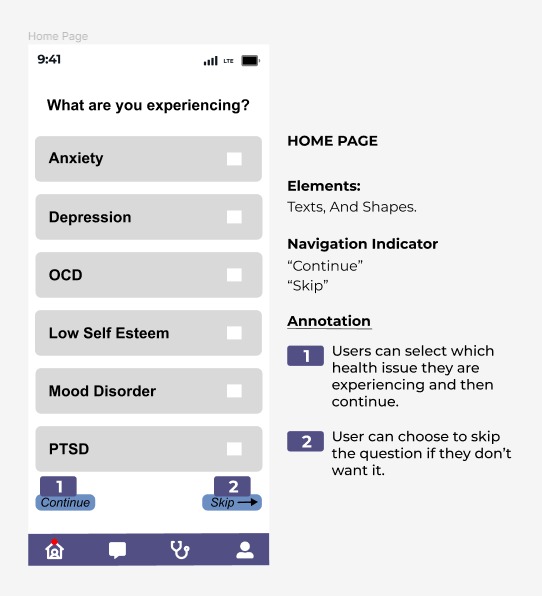 Home Page
9:41
LTE
What are you experiencing?
Anxiety
Depression
OCD
Low Self Esteem
Mood Disorder
PTSD
1
2
Continue
Skip
HOME PAGE
Elements:
Texts, And Shapes.
Navigation Indicator
“Continue”
“Skip”
Annotation
1
Users can select which
health issue they are
experiencing and then
continue.
2
User can choose to skip
the question if they don’t
want it.